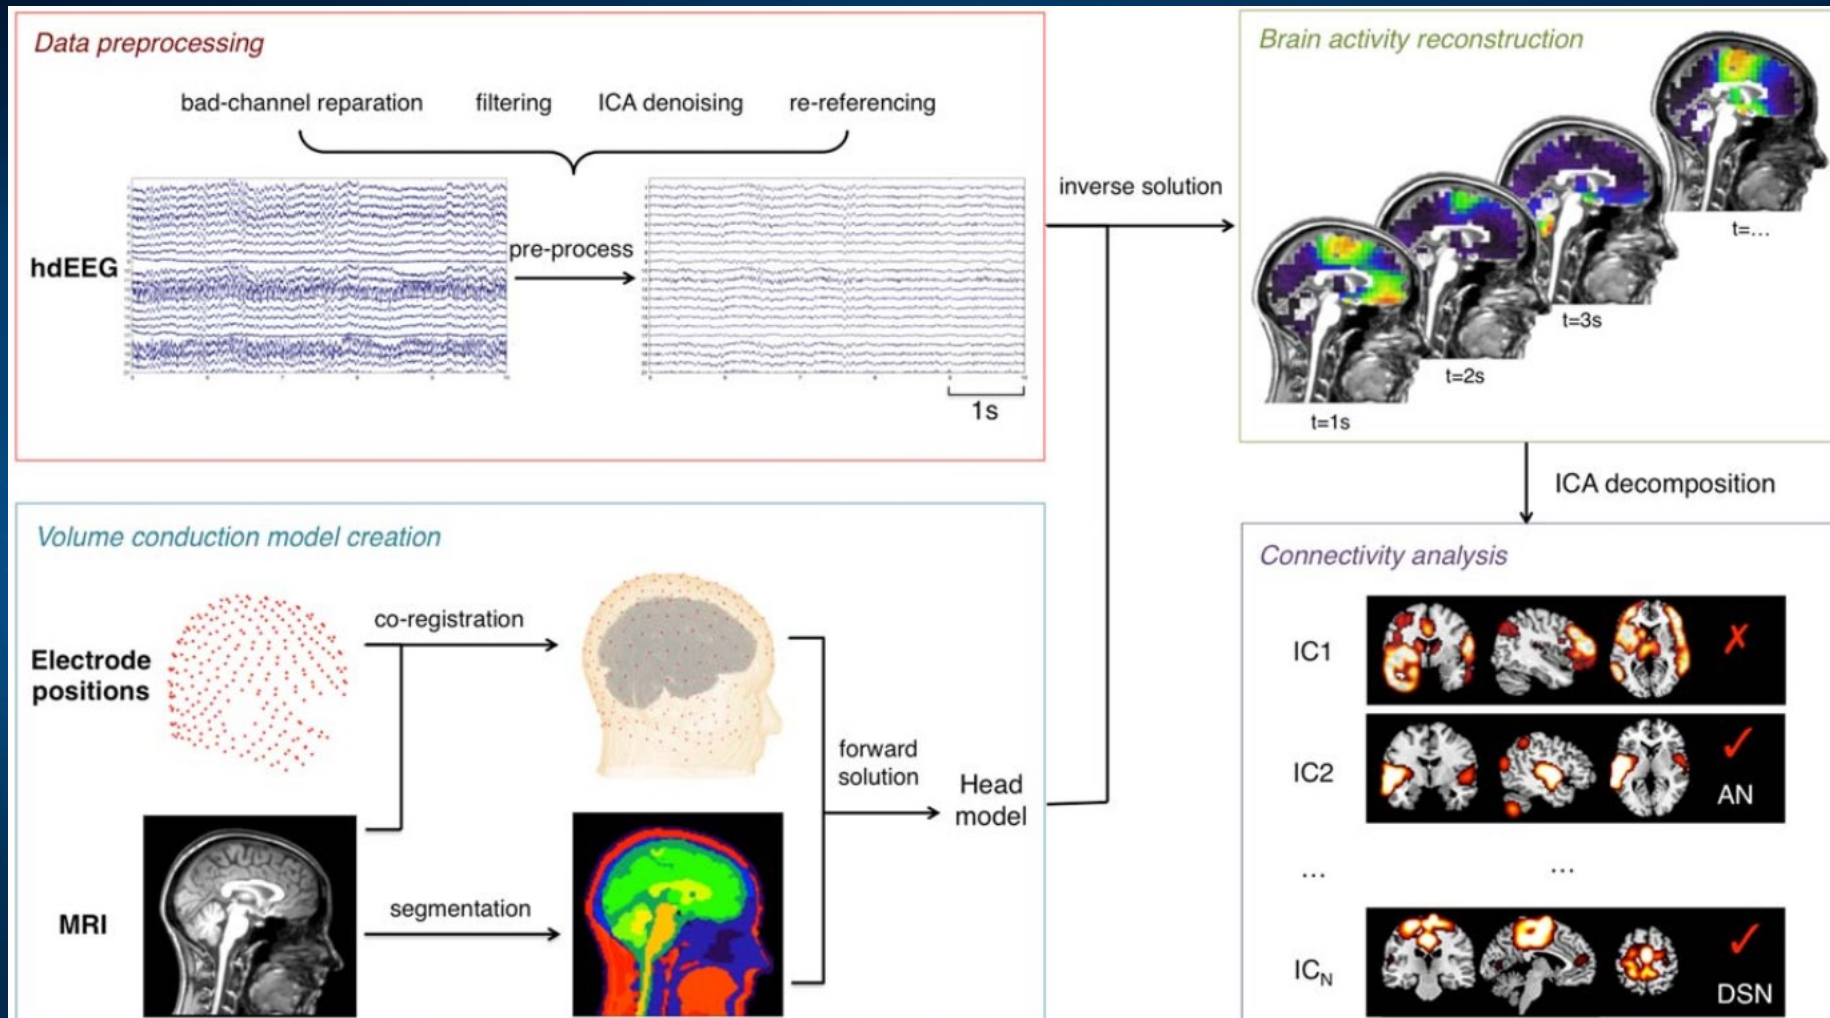 Data preprocessing
bad-channel reparation filtering ICA denoising re-referencing
hdEEG
pre-process
1s
inverse solution
Brain activity reconstruction
t=1s
t=2s
t=3s
t=...
ICA decomposition
Volume conduction model creation
Electrode
positions
co-registration
MRI
segmentation
forward
solution
Head
model
Connectivity analysis
IC1 ✗
IC2 ✓
AN
... ...
ICN ✓
DSN